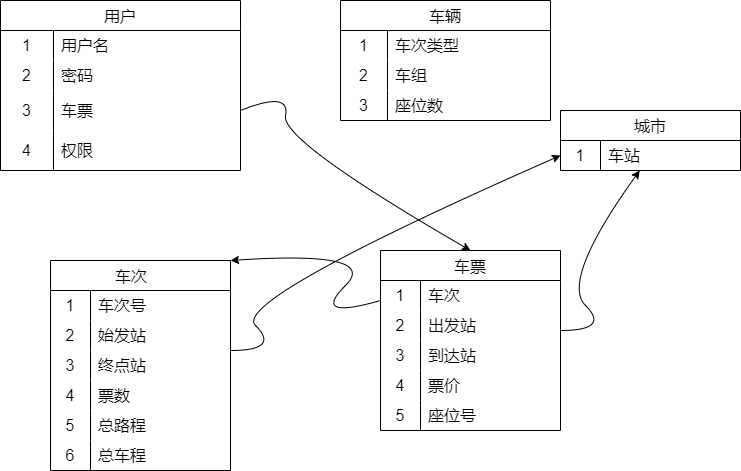 用户
1 用户名
2 密码
3 车票
4 权限
车辆
1 车次类型
2 车组
3 座位数
城市
1 车站
车次
1 车次号
2 始发站
3 终点站
4 票数
5 总路程
6 总车程
车票
1 车次
2 出发站
3 到达站
4 票价
5 座位号